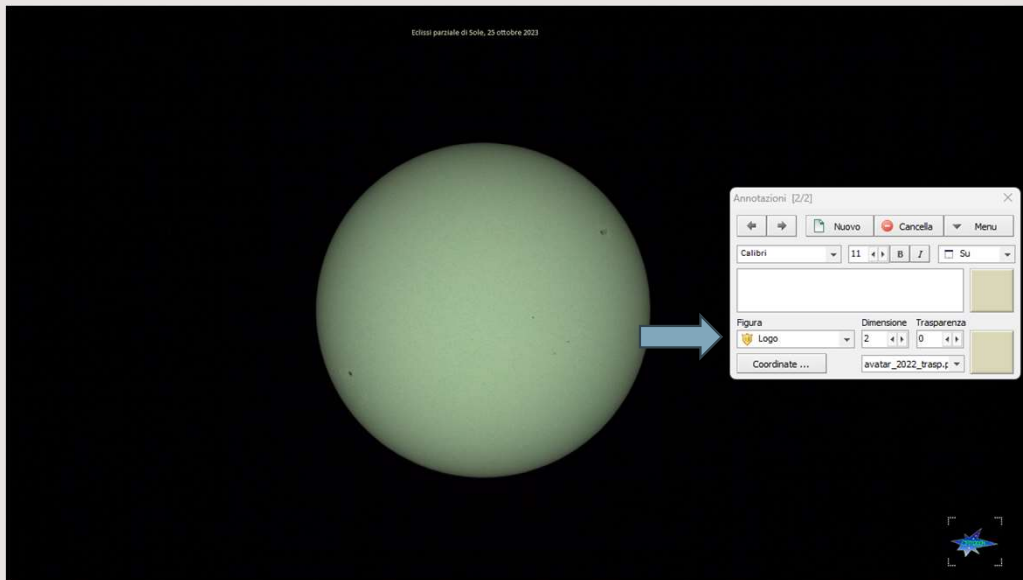 Eclissi parziale di Sole, 25 ottobre 2023
Annotazioni [2/2]
Nuovo Cancella Menu
Calibri 11 B I Su
Figura Dimensione Trasparenza
Logo 2 0
Coordinate ... avatar_2022_trasp.p